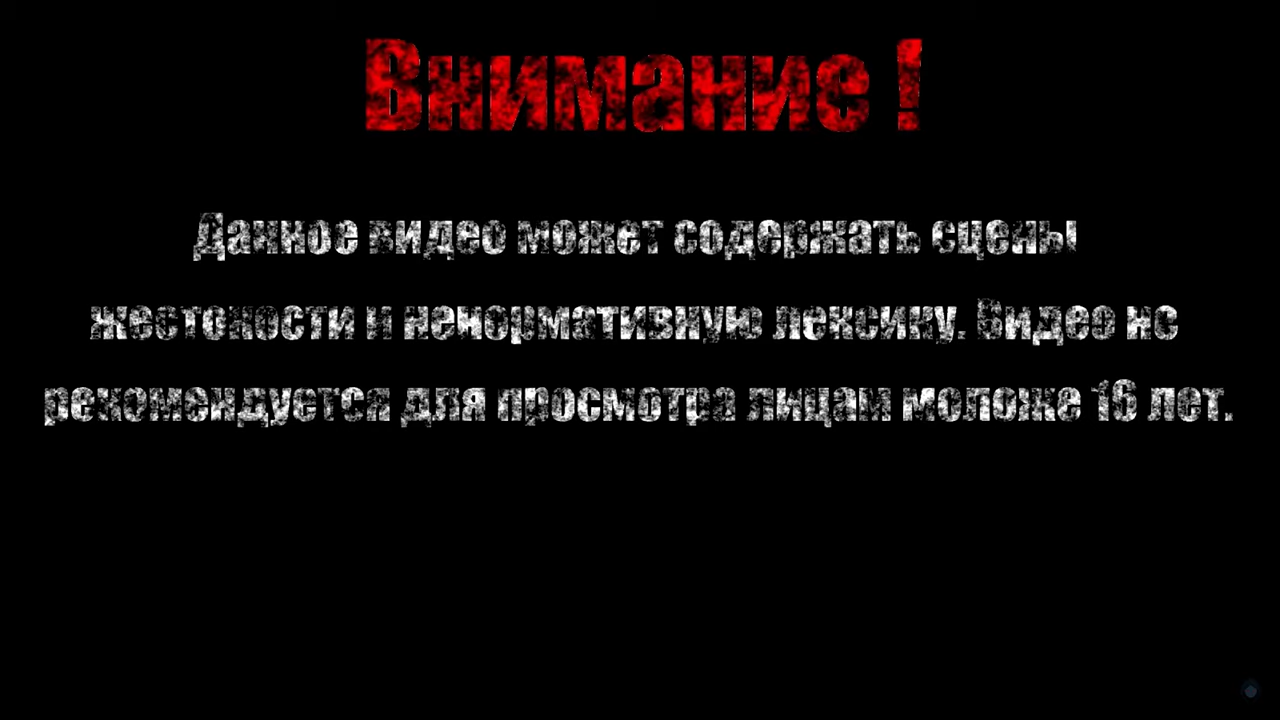 Внимание !
Данное видео может содержать сцены
жестокости и ненормативную лексику. Видео не
рекомендуется для просмотра лицам моложе 16 лет.